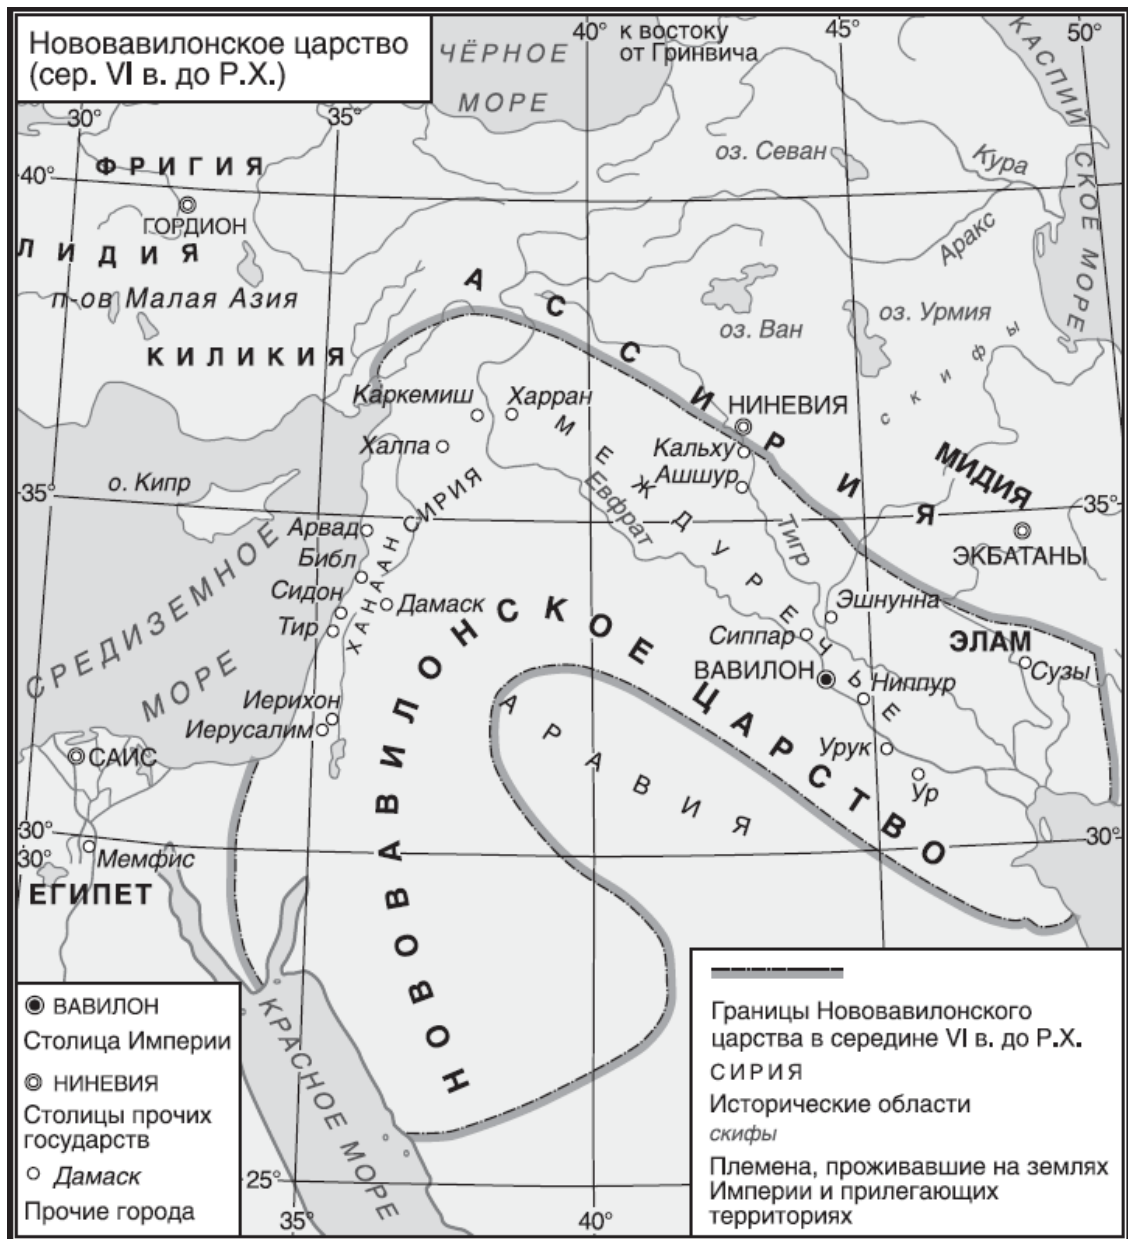 Нововавилонское царство
(сер. VI в. до Р.Х.)
ЧЁРНОЕ
МОРЕ
40°
к востоку
от Гринвича
45°
50°
КАСПИЙСКОЕ МОРЕ
30°
35°
ФРИГИЯ
40°
ГОРДИОН
ЛИДИЯ
п-ов Малая Азия
КИЛИКИЯ
оз. Севан
Кура
Аракс
оз. Ван
оз. Урмия
скифы
АССИРИЯ
Каркемиш
Харран
НИНЕВИЯ
Халпа
Кальху
Ашшур
МЕЖДУРЕЧЬЕ
МИДИЯ
35°
о. Кипр
СИРИЯ
Евфрат
Тигр
35°
ЭКБАТАНЫ
Арвад
Библ
ХАНААН
Сидон
Дамаск
Тир
СРЕДИЗЕМНОЕ
МОРЕ
Эшнунна
Сиппар
ЭЛАМ
Сузы
ВАВИЛОН
Ниппур
Иерихон
Иерусалим
НОВОВАВИЛОНСКОЕ ЦАРСТВО
АРАВИЯ
Урук
Ур
САИС
30°
30°
30°
Мемфис
ЕГИПЕТ
КРАСНОЕ МОРЕ
25°
35°
40°
ВАВИЛОН
Столица Империи
НИНЕВИЯ
Столицы прочих
государств
Дамаск
Прочие города
Границы Нововавилонского
царства в середине VI в. до Р.Х.
СИРИЯ
Исторические области
скифы
Племена, проживавшие на землях
Империи и прилегающих
территориях